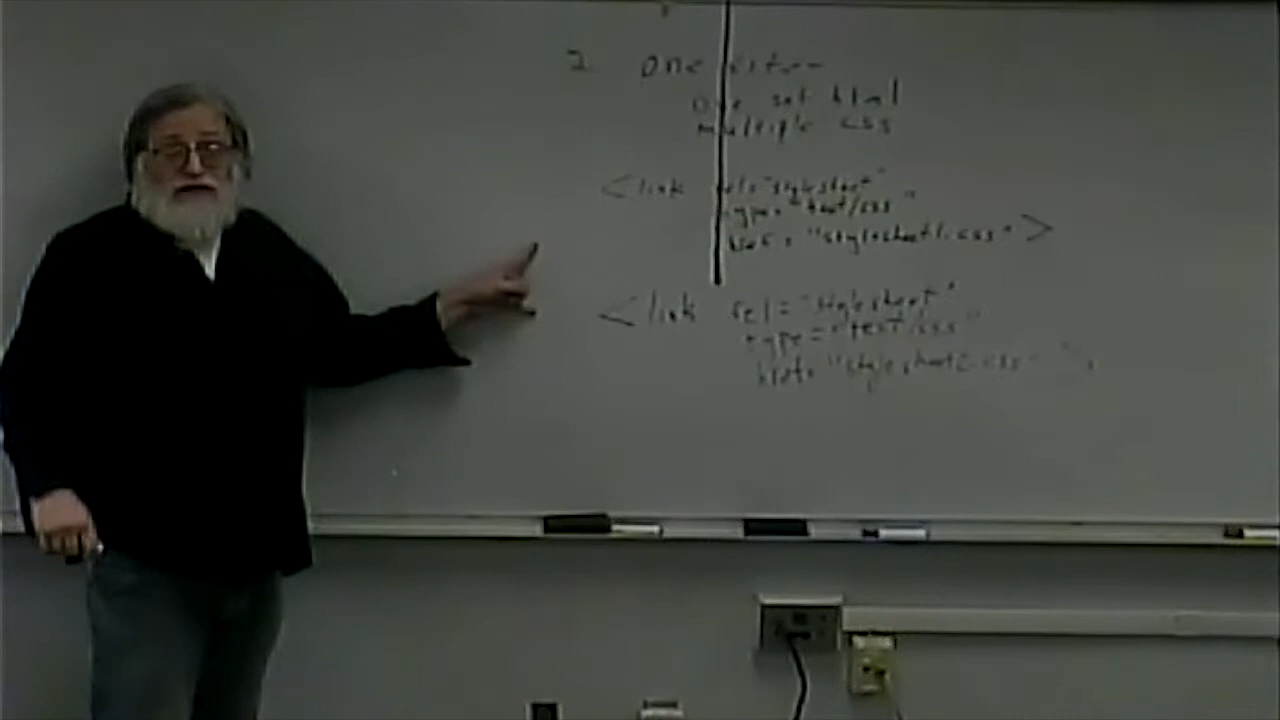 2 One
One set html
multiple css
<link rel="stylesheet"
type="text/css"
href="stylesheet1.css">
<link rel="stylesheet"
type="text/css"
href="stylesheet2.css">